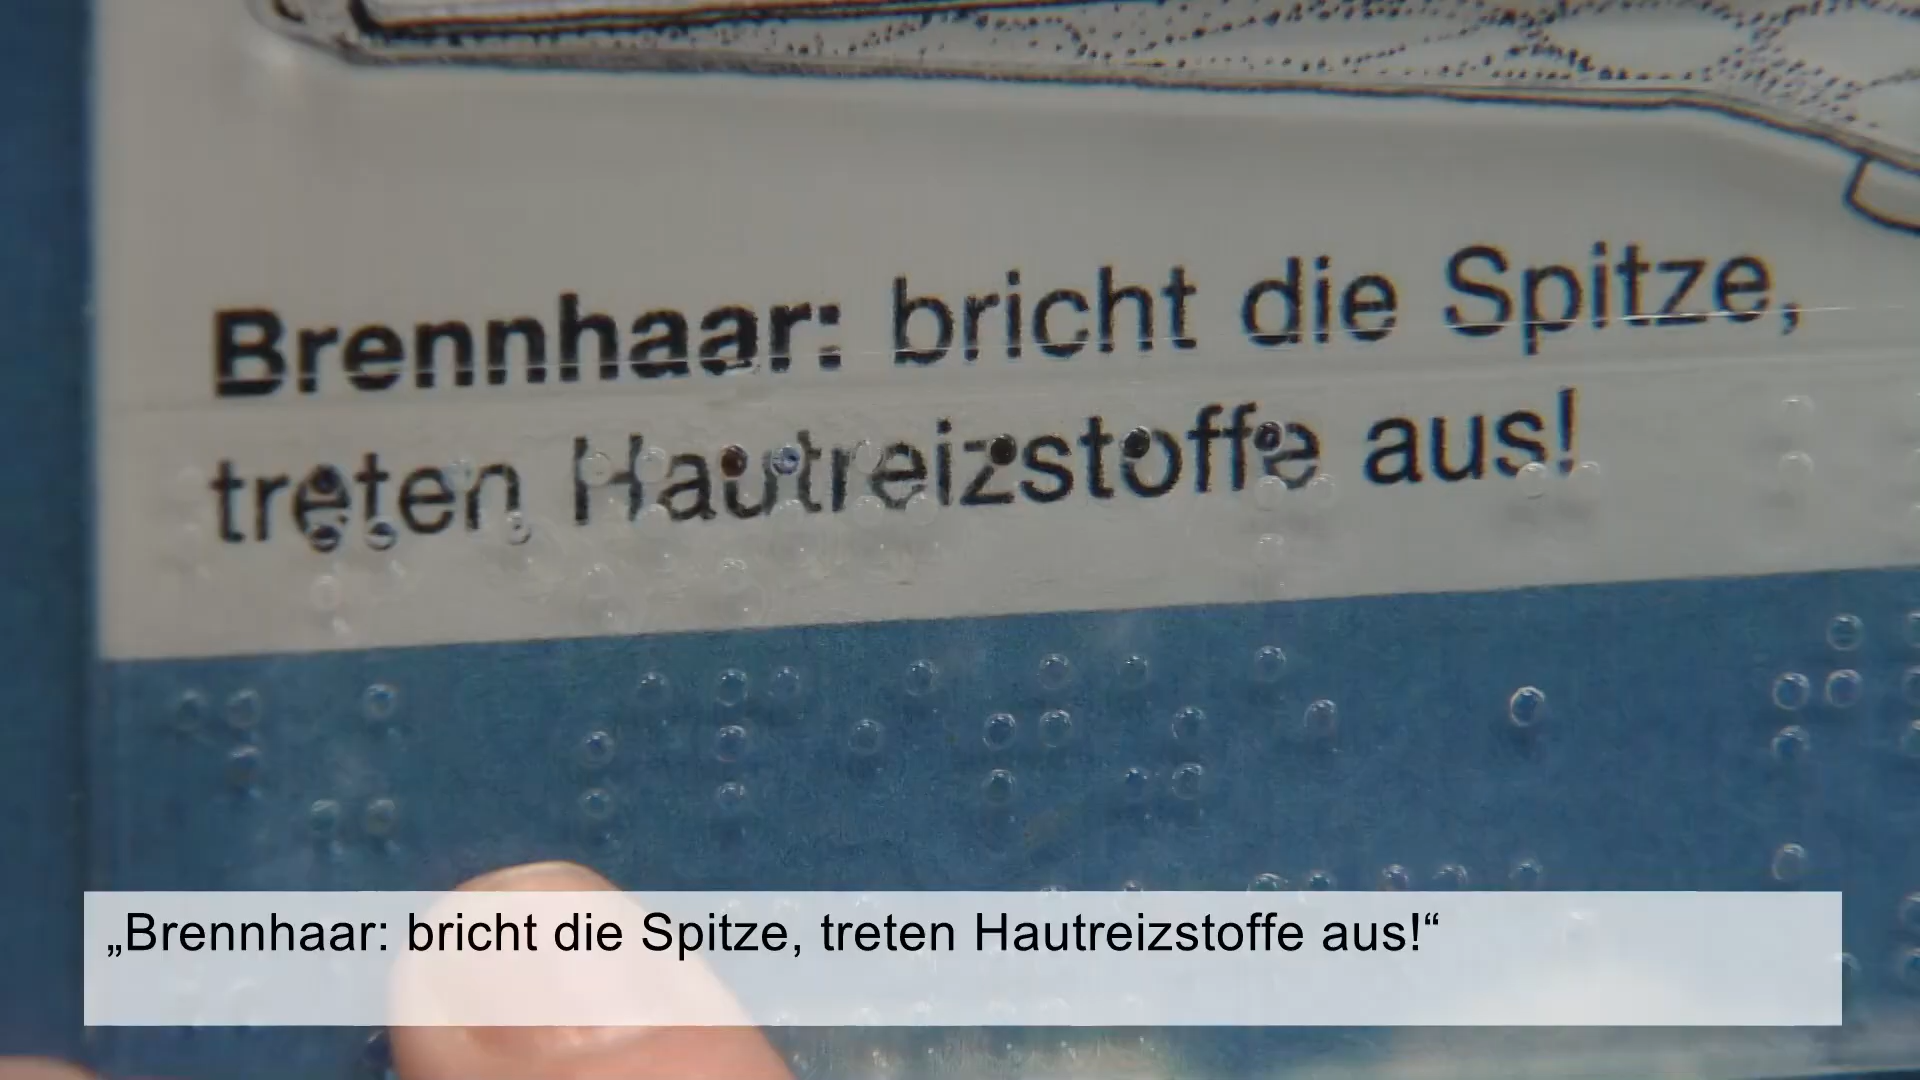 Brennhaar: bricht die Spitze,
treten Hautreizstoffe aus!
„Brennhaar: bricht die Spitze, treten Hautreizstoffe aus!“